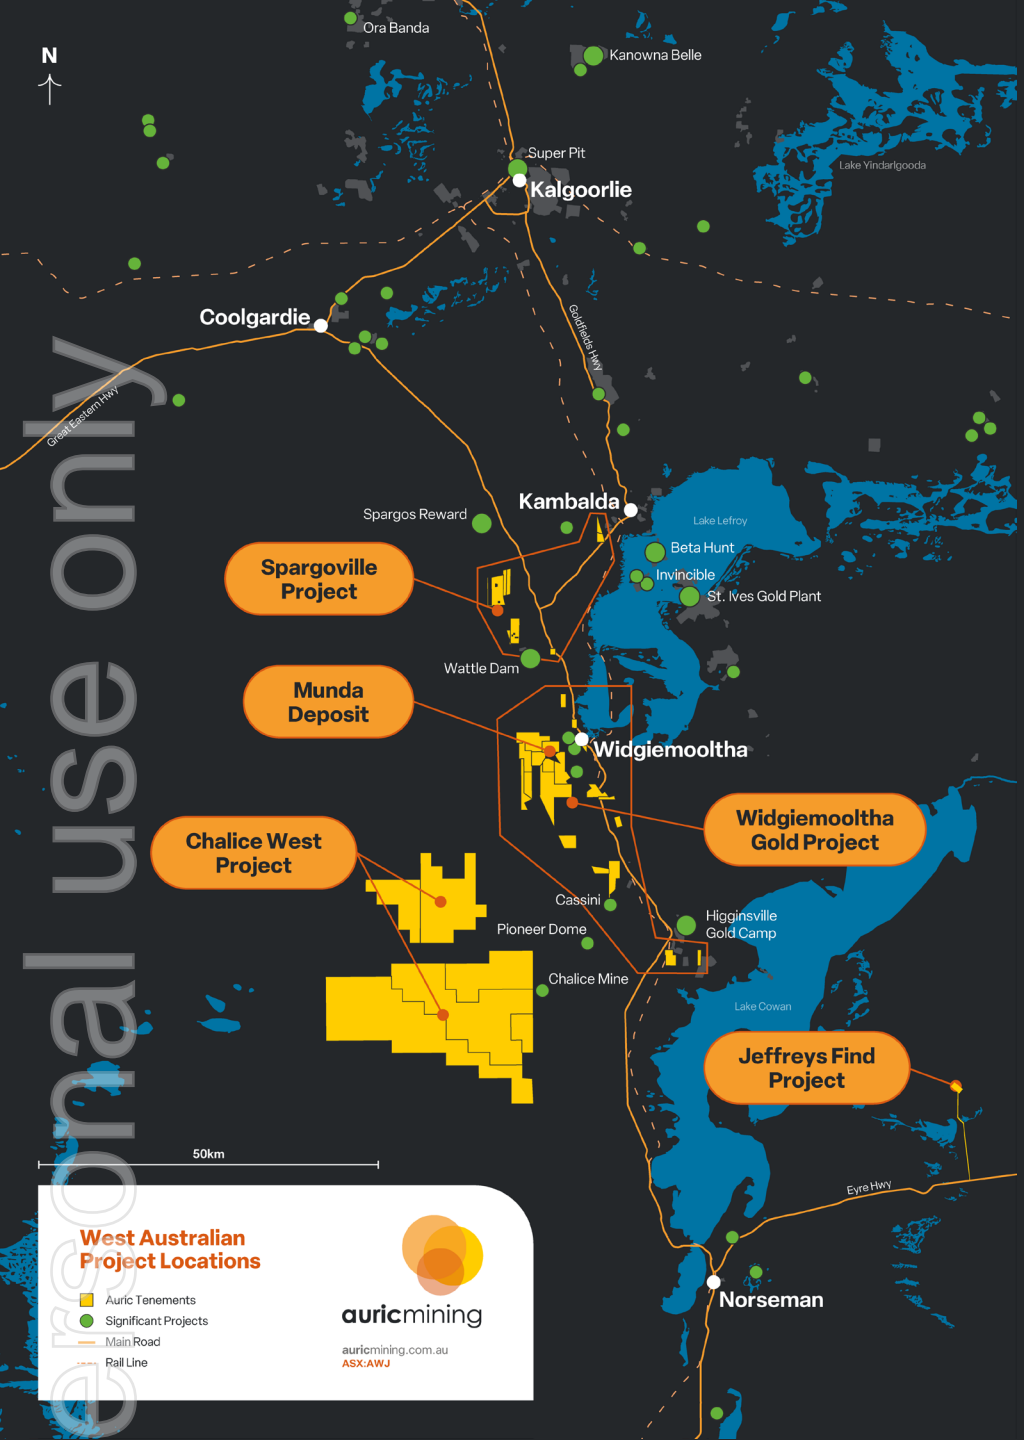 Ora Banda
Kanowna Belle
N
Super Pit
Kalgoorlie
Lake Yindarlgooda
Coolgardie
Goldfields Hwy
Great Eastern Hwy
Kambalda
Spargos Reward
Lake Lefroy
Beta Hunt
Invincible
St. Ives Gold Plant
Spargoville
Project
Wattle Dam
Munda
Deposit
Widgiemooltha
Widgiemooltha
Gold Project
Chalice West
Project
Cassini
Higginsville
Gold Camp
Pioneer Dome
Chalice Mine
Lake Cowan
Jeffreys Find
Project
50km
Eyre Hwy
Norseman
West Australian
Project Locations
Auric Tenements
Significant Projects
Main Road
Rail Line
auricmining
auricmining.com.au
ASX:AWJ
ersonal use only